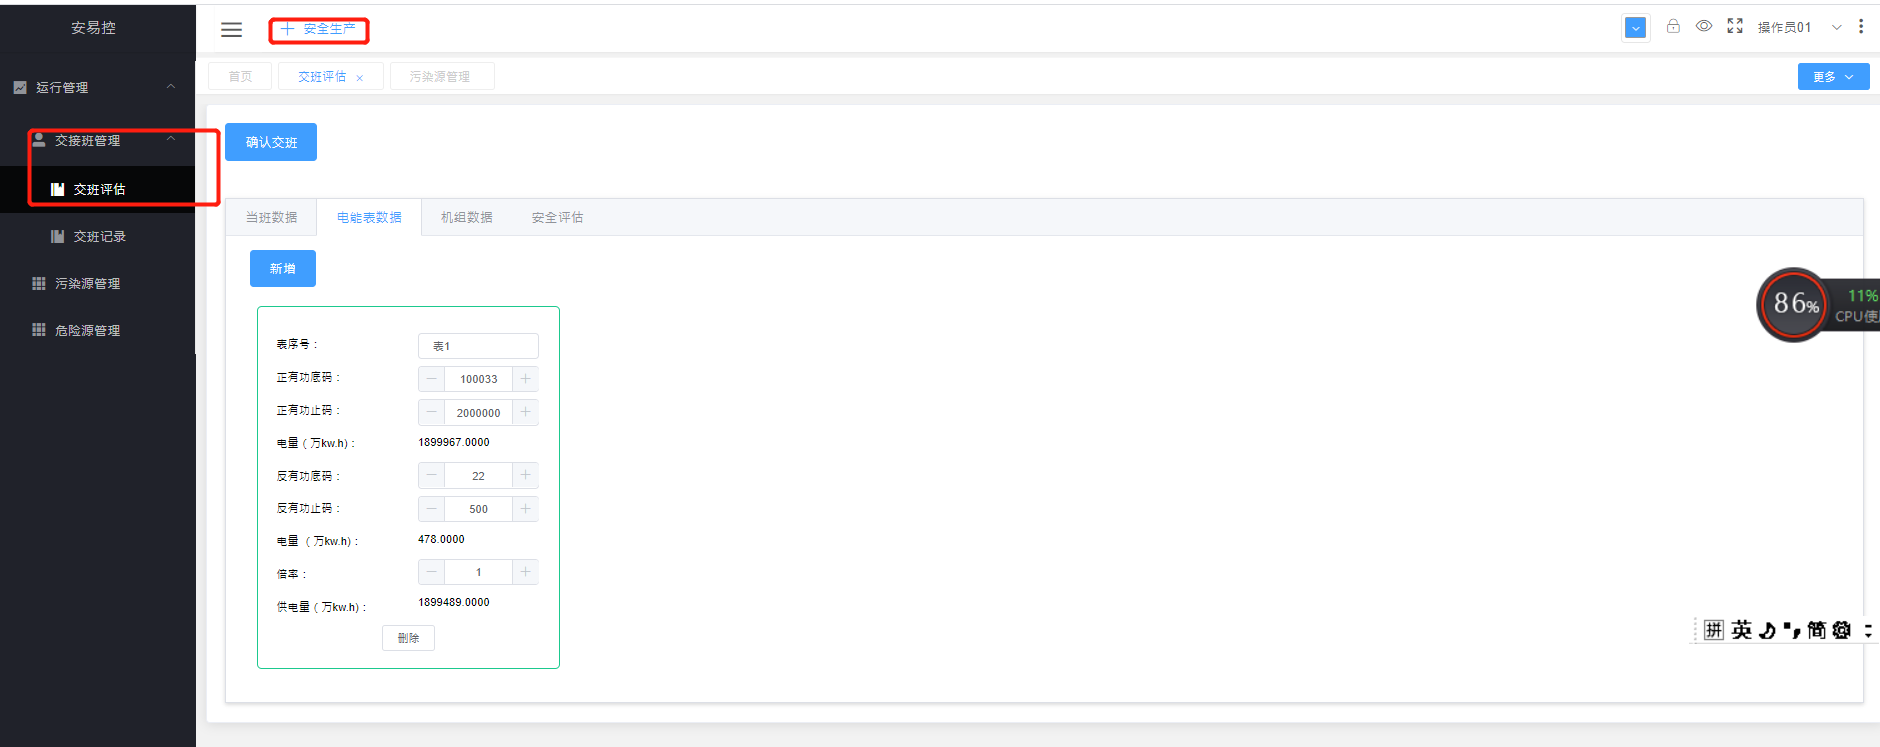 安易控
安全生产
操作员01
运行管理
交接班管理
交班评估
交班记录
污染源管理
危险源管理
首页
交班评估 ×
污染源管理
更多
确认交班
当班数据
电能表数据
机组数据
安全评估
新增
表序号：
表1
正有功底码：
100033
正有功止码：
2000000
电量（万kw.h)：
1899967.0000
反有功底码：
22
反有功止码：
500
电量 （万kw.h)：
478.0000
倍率：
1
供电量（万kw.h)：
1899489.0000
删除
86%
11%
CPU使
拼 英 简